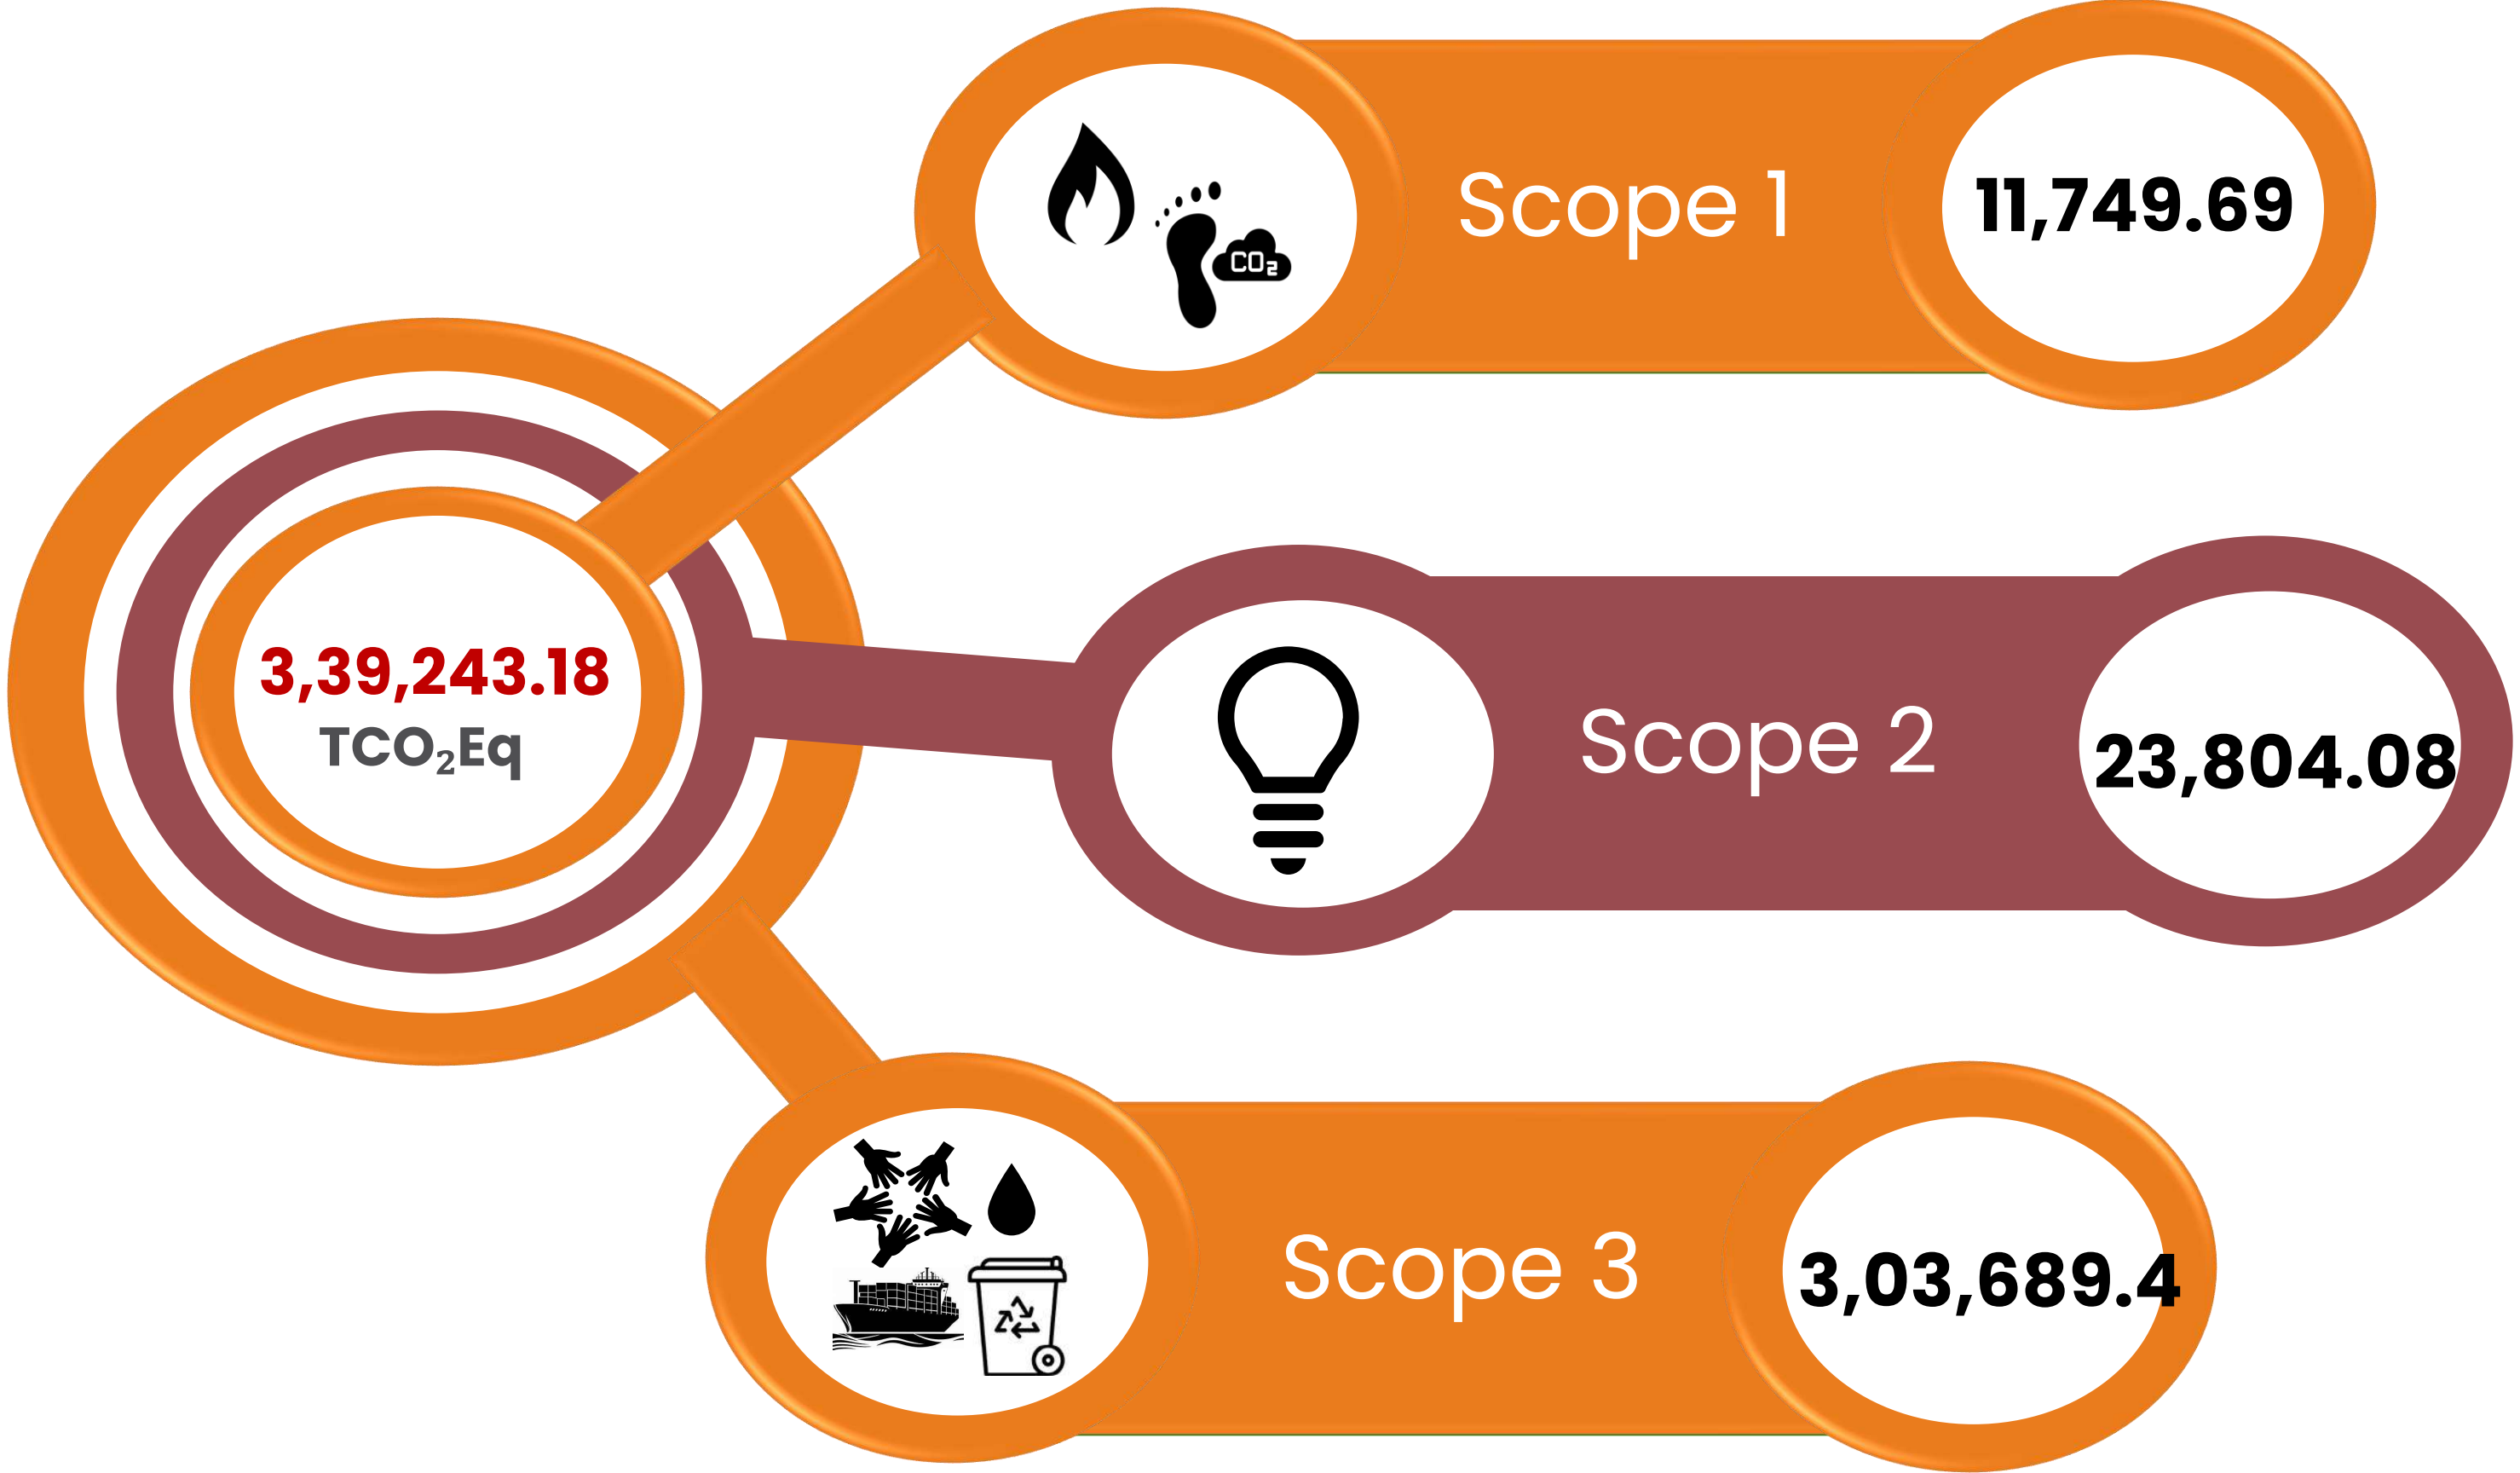 CO₂
Scope 1
11,749.69
3,39,243.18
TCO₂Eq
Scope 2
23,804.08
Scope 3
3,03,689.4